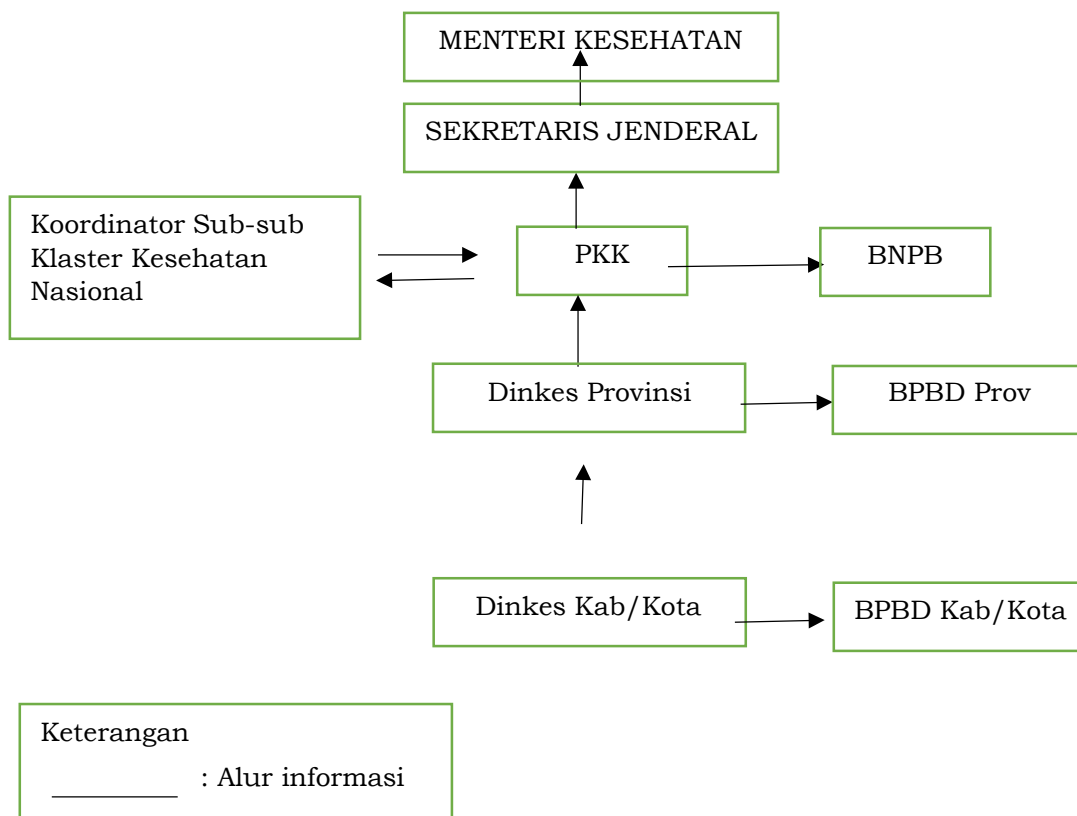 MENTERI KESEHATAN
SEKRETARIS JENDERAL
Koordinator Sub-sub
Klaster Kesehatan
Nasional
PKK
BNPB
Dinkes Provinsi
BPBD Prov
Dinkes Kab/Kota
BPBD Kab/Kota
Keterangan
: Alur informasi